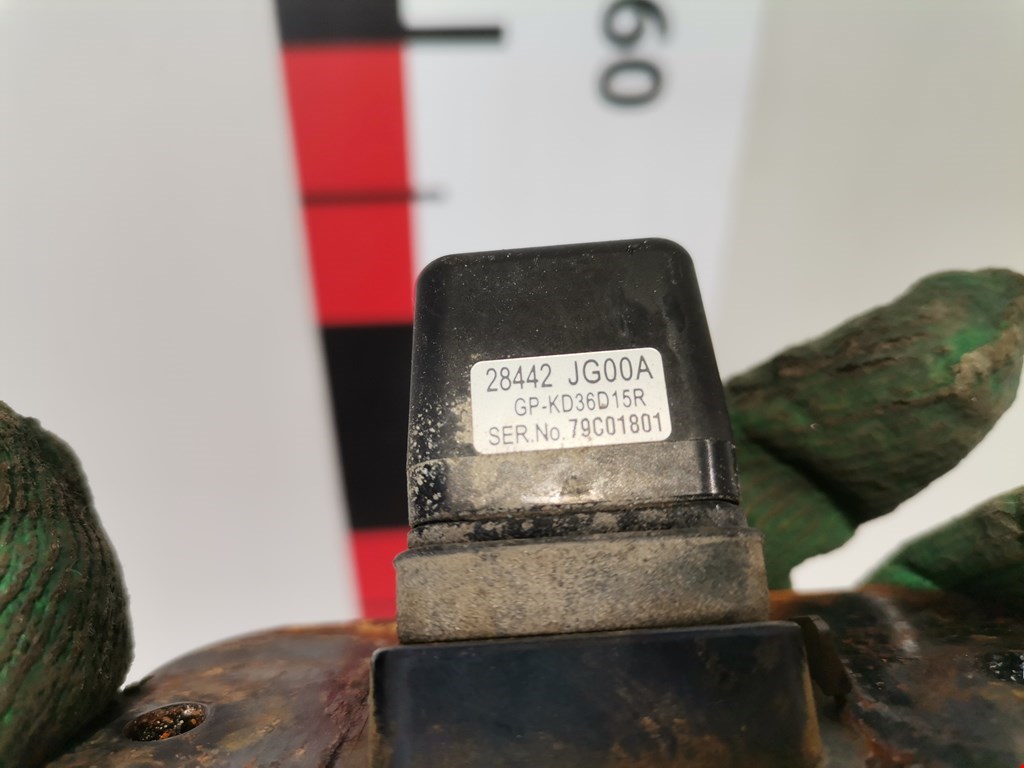 60
28442 JG00A
GP-KD36D15R
SER.No.79C01801